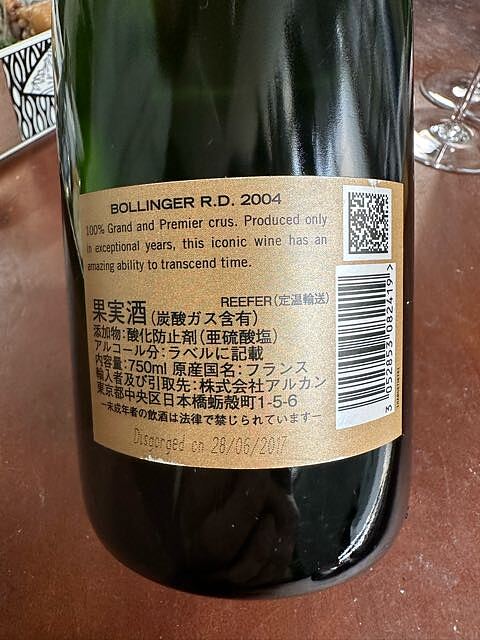 BOLLINGER R.D. 2004
100% Grand and Premier crus. Produced only
in exceptional years, this iconic wine has an
amazing ability to transcend time.
REEFER(定温輸送)
果実酒(炭酸ガス含有)
添加物:酸化防止剤(亜硫酸塩)
アルコール分:ラベルに記載
内容量:750ml 原産国名:フランス
輸入者及び引取先:株式会社アルカン
東京都中央区日本橋蛎殻町1-5-6
—未成年者の飲酒は法律で禁じられています—
Disgorged on 28/06/2017
3 052853 082419 >